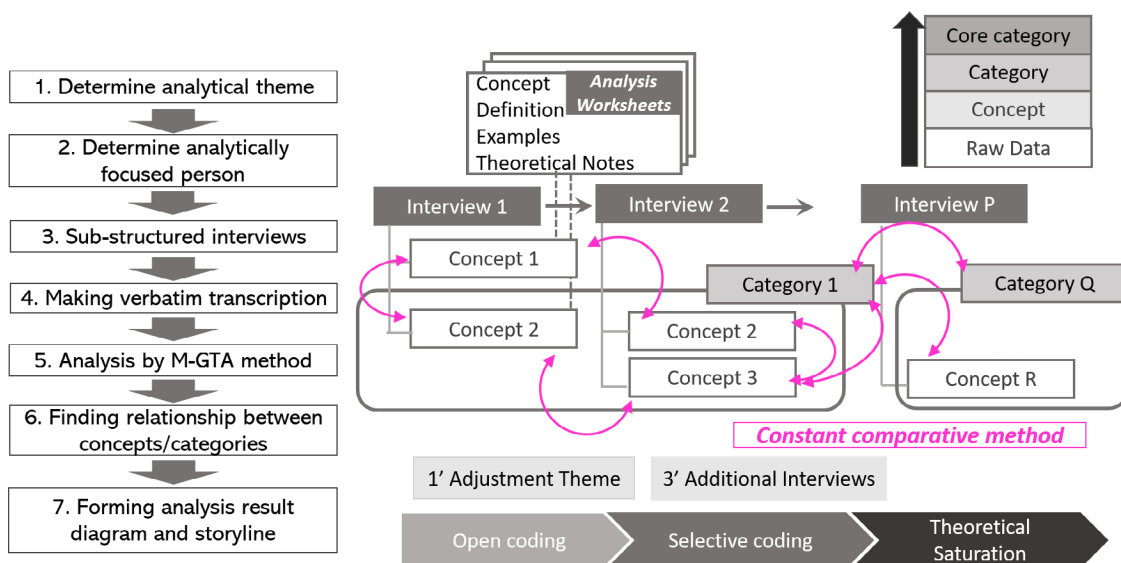 1. Determine analytical theme
2. Determine analytically
focused person
3. Sub-structured interviews
4. Making verbatim transcription
5. Analysis by M-GTA method
6. Finding relationship between
concepts/categories
7. Forming analysis result
diagram and storyline
Concept
Definition
Examples
Theoretical Notes
Analysis
Worksheets
Core category
Category
Concept
Raw Data
Interview 1
Interview 2
Interview P
Concept 1
Category 1
Category Q
Concept 2
Concept 2
Concept 3
Concept R
Constant comparative method
1’ Adjustment Theme
3’ Additional Interviews
Open coding
Selective coding
Theoretical
Saturation